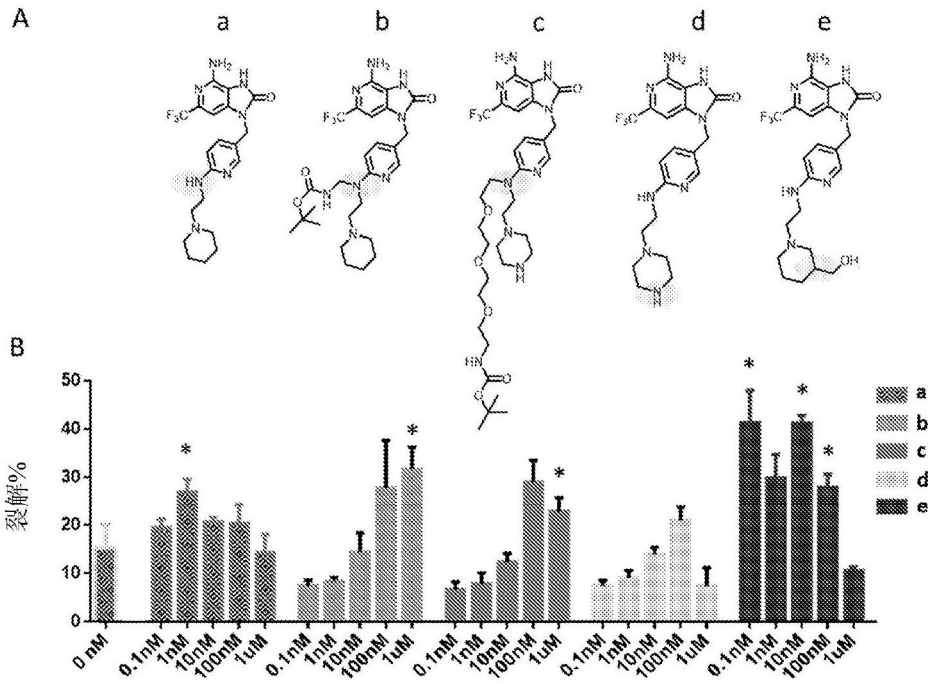 A a b c d e
NH2 NH2 H2N NH2 NH2
H H H H H
N N N N N
O O O O O
F3C F3C F3C F3C F3C
N N N N N
HN N O N N N HN N HN N
O N H
N N O N N N OH
N H O N H
O
HN O
O
B
50
40
30
20
10
0
裂解%
* * * * * *
a
b
c
d
e
0 nM 0.1nM 1nM 10nM 100nM 1uM 0.1nM 1nM 10nM 100nM 1uM 0.1nM 1nM 10nM 100nM 1uM 0.1nM 1nM 10nM 100nM 1uM 0.1nM 1nM 10nM 100nM 1uM